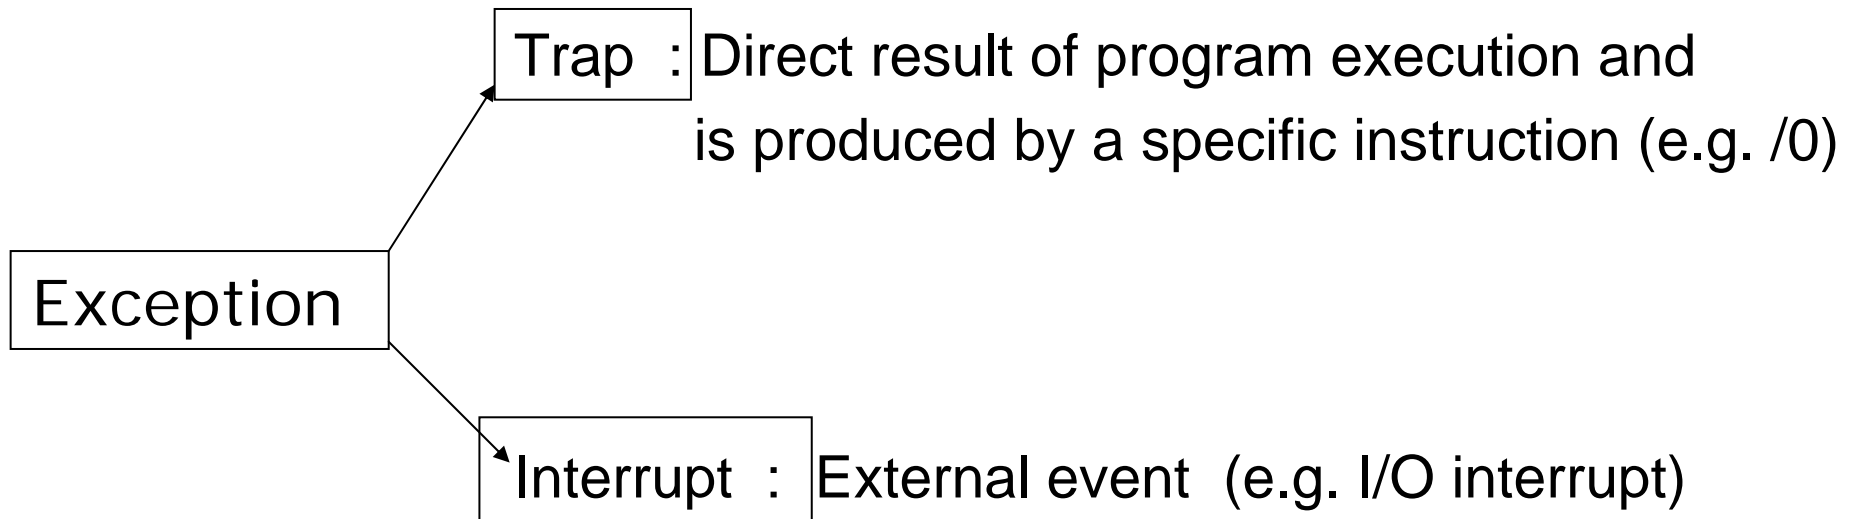 Trap : Direct result of program execution and
is produced by a specific instruction (e.g. /0)
Exception
Interrupt : External event (e.g. I/O interrupt)